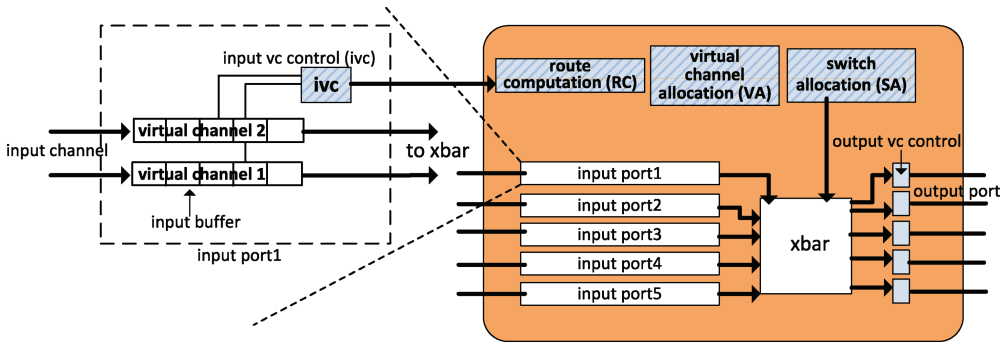 input vc control (ivc)
ivc
virtual channel 2
input channel
virtual channel 1
to xbar
input buffer
input port1
route
computation (RC)
virtual
channel
allocation (VA)
switch
allocation (SA)
output vc control
input port1
output port
input port2
input port3
xbar
input port4
input port5